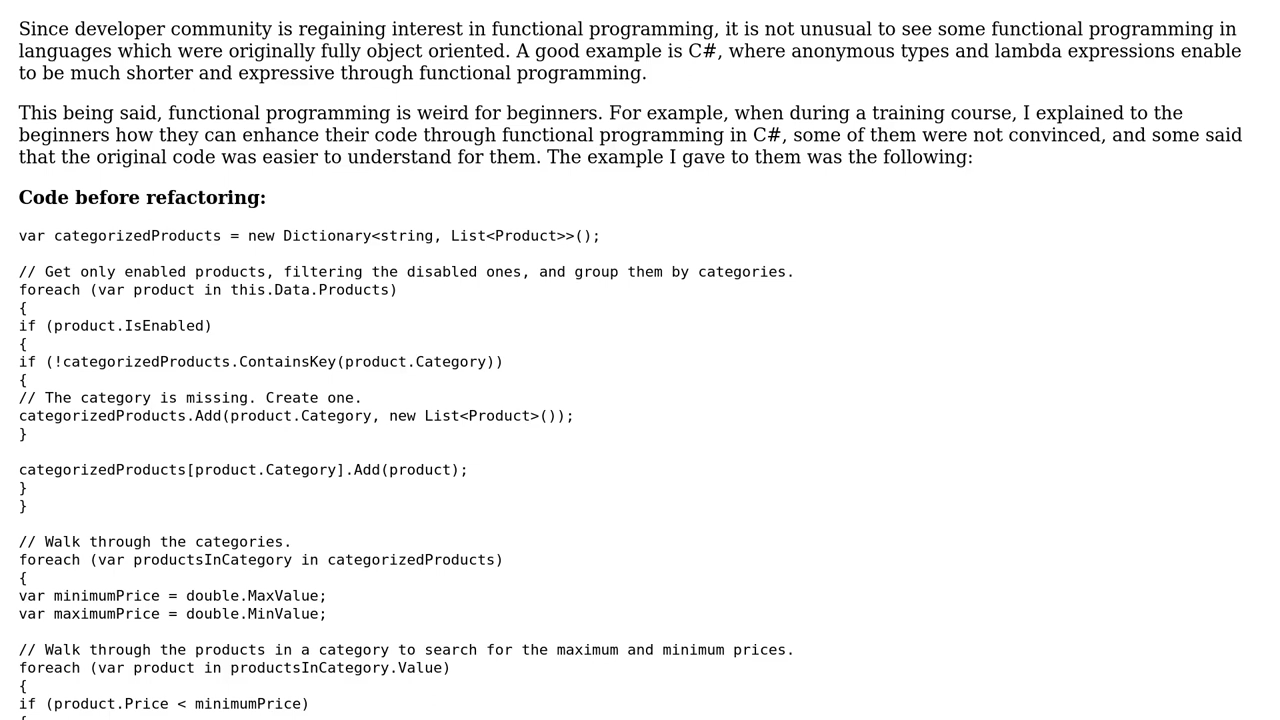 Since developer community is regaining interest in functional programming, it is not unusual to see some functional programming in
languages which were originally fully object oriented. A good example is C#, where anonymous types and lambda expressions enable
to be much shorter and expressive through functional programming.
This being said, functional programming is weird for beginners. For example, when during a training course, I explained to the
beginners how they can enhance their code through functional programming in C#, some of them were not convinced, and some said
that the original code was easier to understand for them. The example I gave to them was the following:
Code before refactoring:
var categorizedProducts = new Dictionary<string, List<Product>>();
// Get only enabled products, filtering the disabled ones, and group them by categories.
foreach (var product in this.Data.Products)
{
if (product.IsEnabled)
{
if (!categorizedProducts.ContainsKey(product.Category))
{
// The category is missing. Create one.
categorizedProducts.Add(product.Category, new List<Product>());
}
categorizedProducts[product.Category].Add(product);
}
}
// Walk through the categories.
foreach (var productsInCategory in categorizedProducts)
{
var minimumPrice = double.MaxValue;
var maximumPrice = double.MinValue;
// Walk through the products in a category to search for the maximum and minimum prices.
foreach (var product in productsInCategory.Value)
{
if (product.Price < minimumPrice)
{